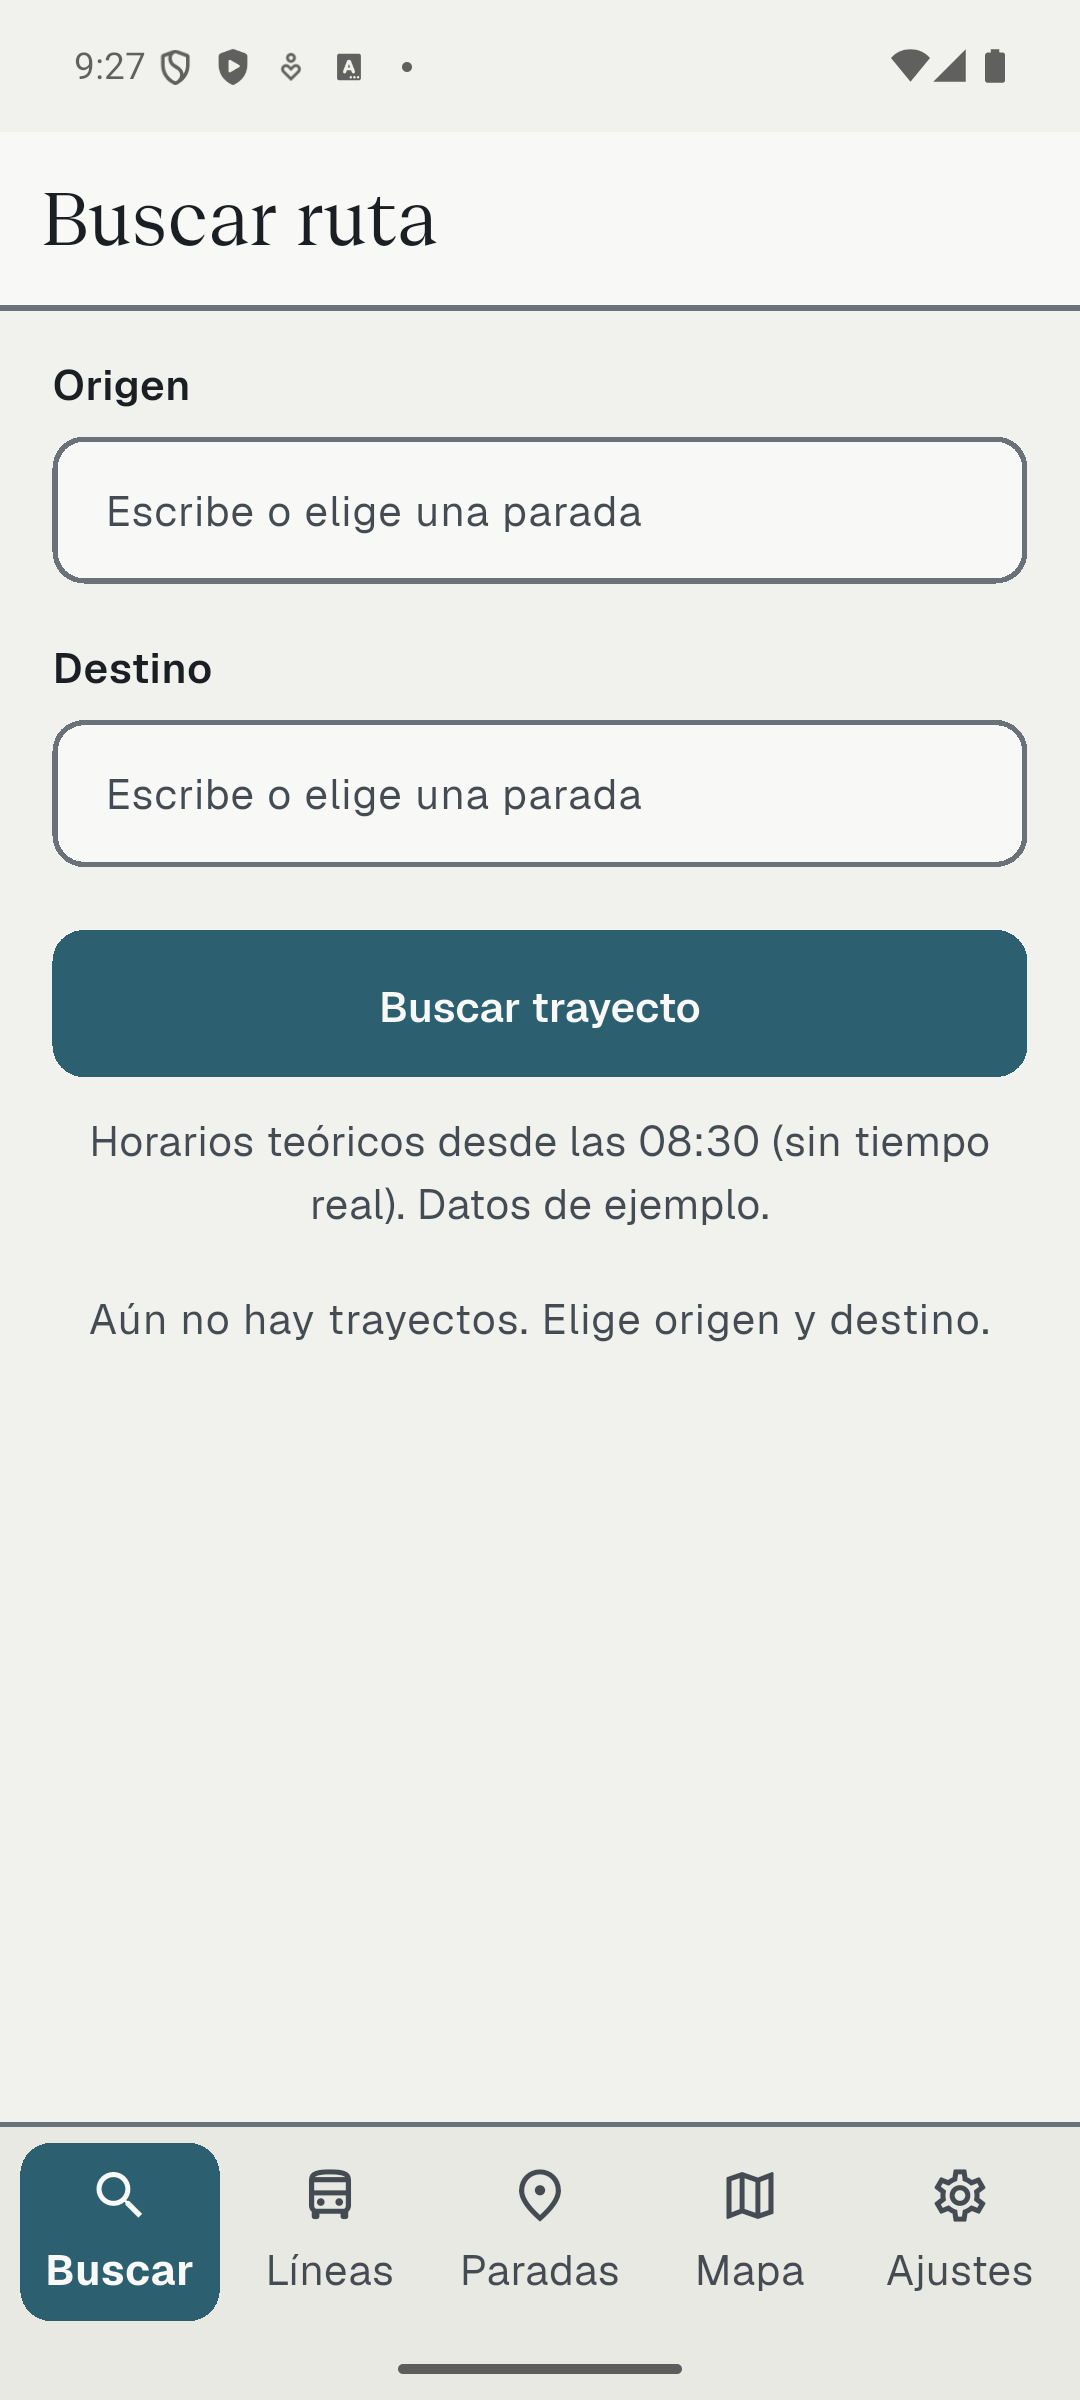 9:27
Buscar ruta
Origen
Escribe o elige una parada
Destino
Escribe o elige una parada
Buscar trayecto
Horarios teóricos desde las 08:30 (sin tiempo
real). Datos de ejemplo.
Aún no hay trayectos. Elige origen y destino.
Buscar
Líneas
Paradas
Mapa
Ajustes